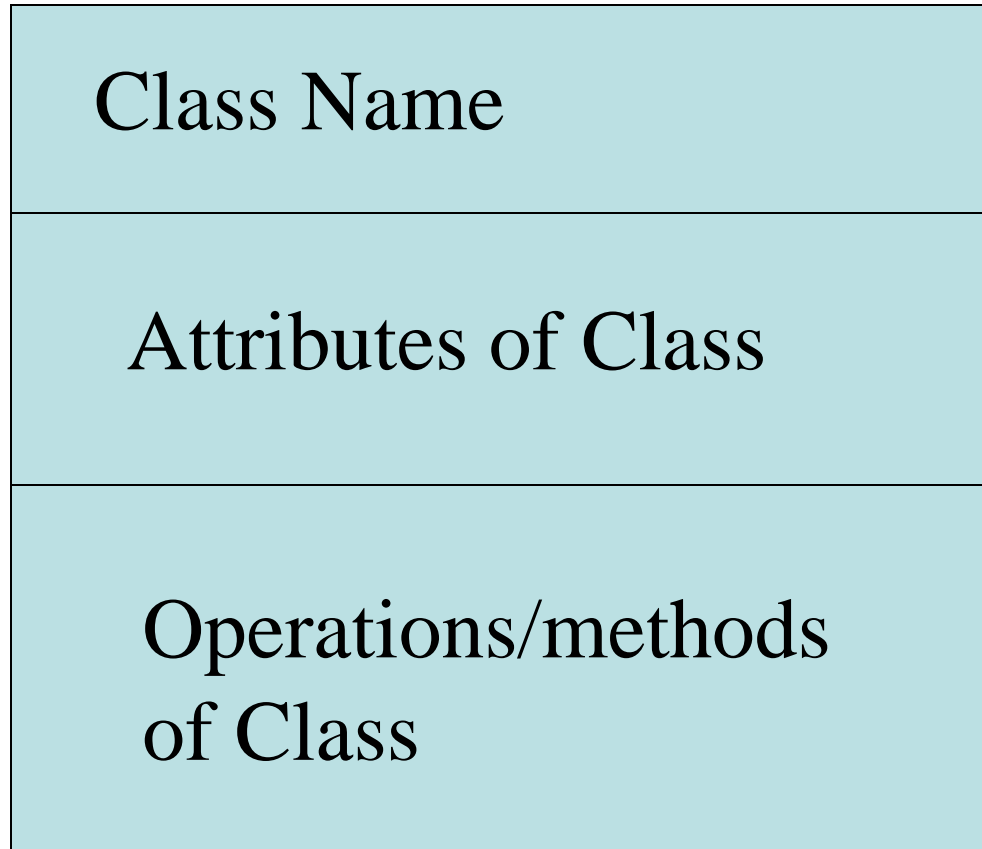 Class Name
Attributes of Class
Operations/methods
of Class